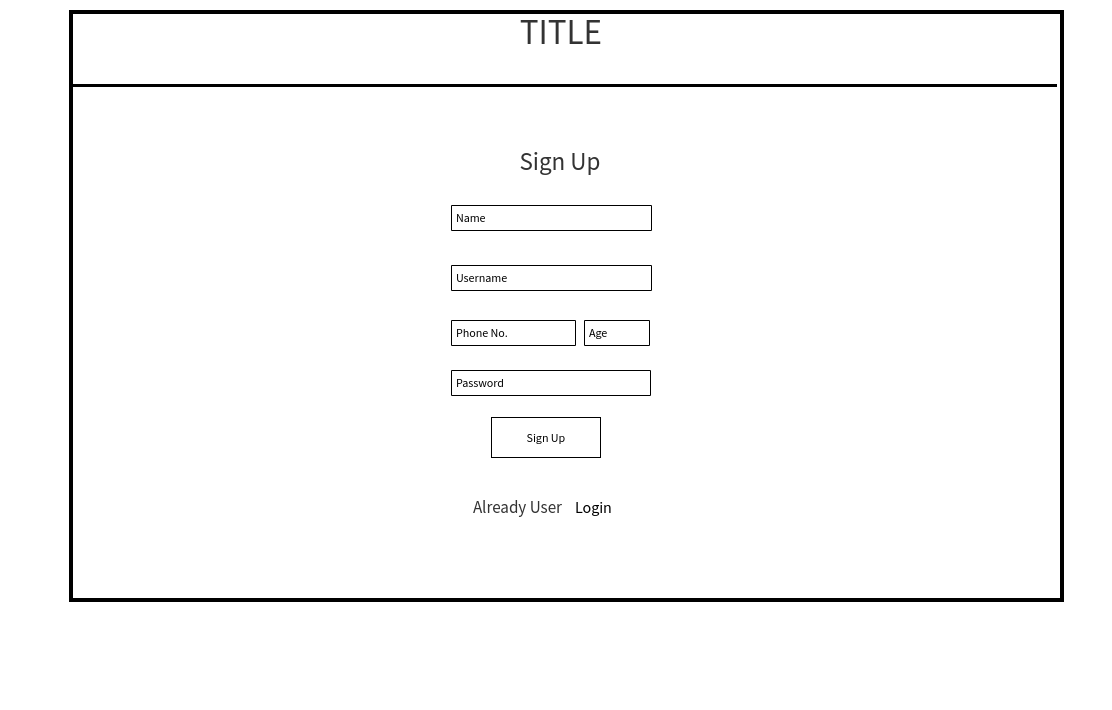 TITLE
Sign Up
Name
Username
Phone No. Age
Password
Sign Up
Already User Login